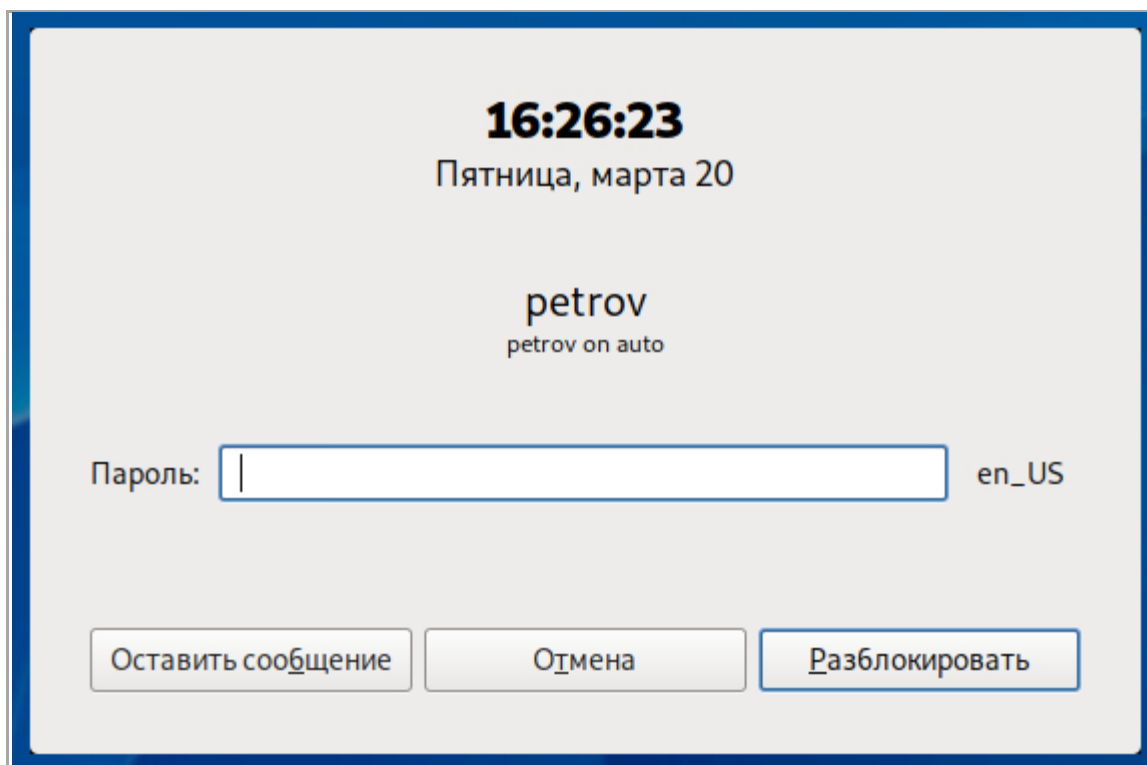 16:26:23
Пятница, марта 20
petrov
petrov on auto
Пароль: en_US
Оставить сообщение Отмена Разблокировать